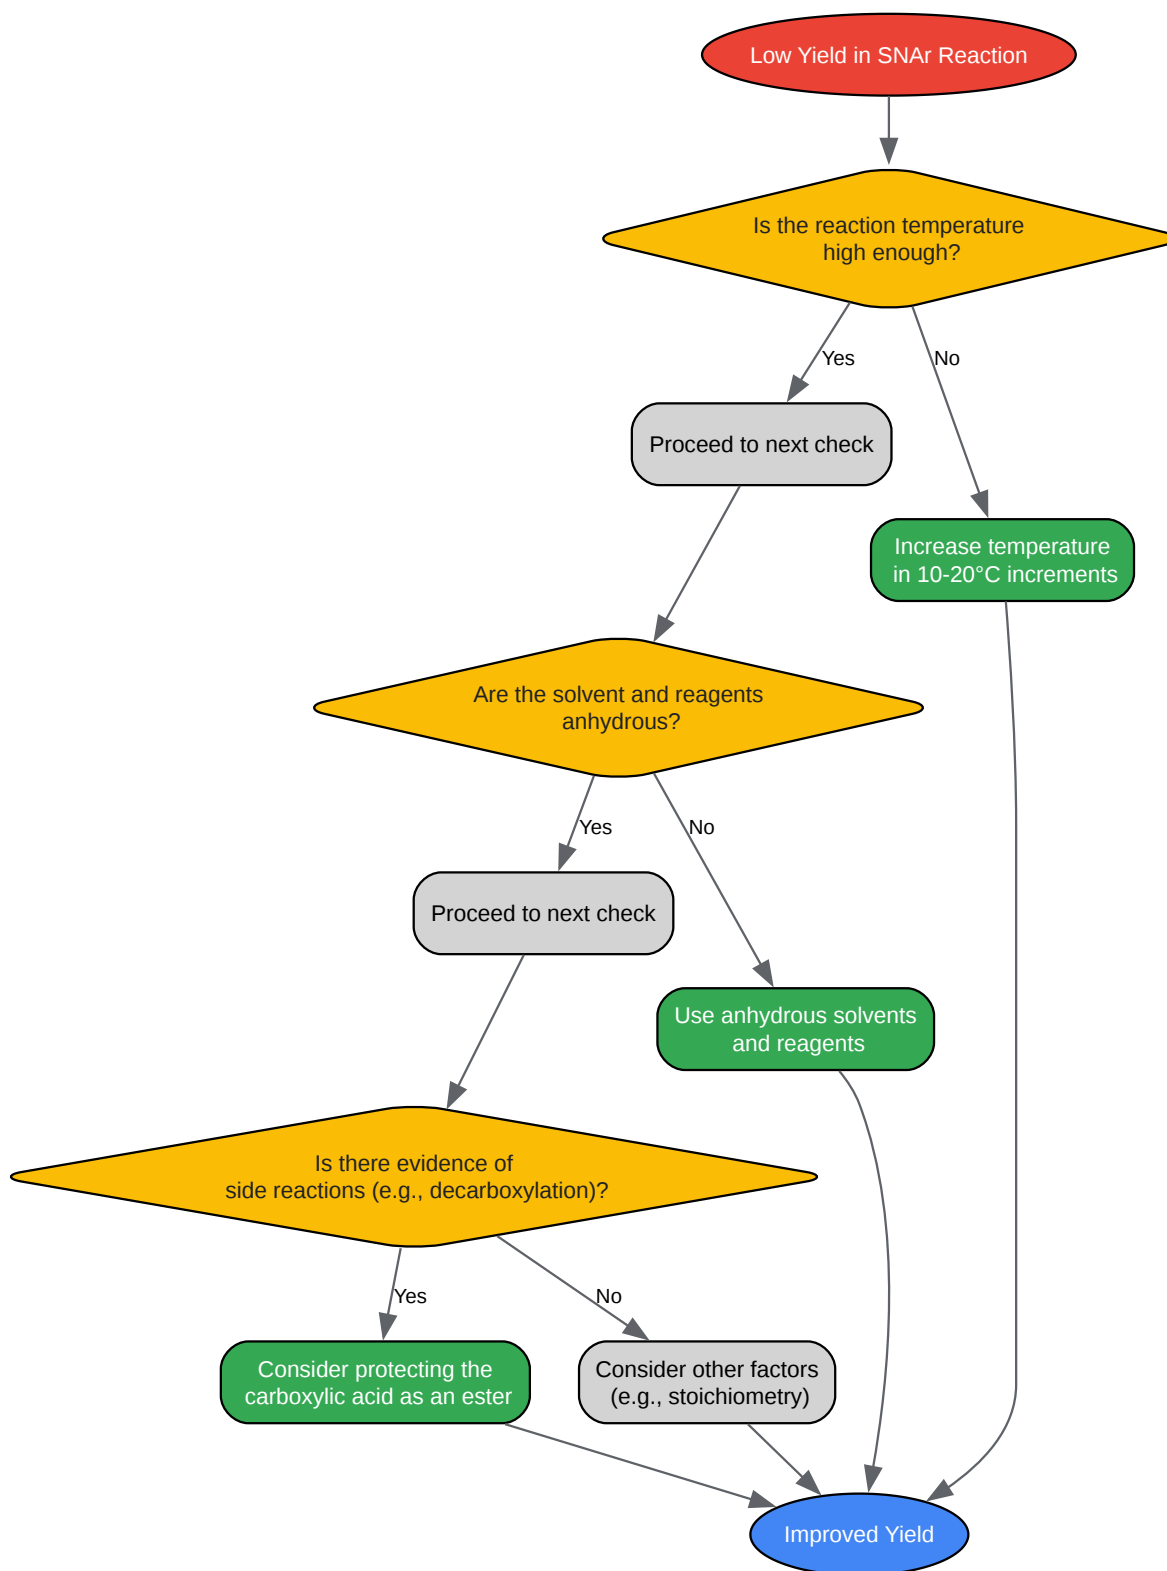 Low Yield in SNAr Reaction
Is the reaction temperature
high enough?
Yes
No
Proceed to next check
Increase temperature
in 10-20°C increments
Are the solvent and reagents
anhydrous?
Yes
No
Proceed to next check
Use anhydrous solvents
and reagents
Is there evidence of
side reactions (e.g., decarboxylation)?
Yes
No
Consider protecting the
carboxylic acid as an ester
Consider other factors
(e.g., stoichiometry)
Improved Yield